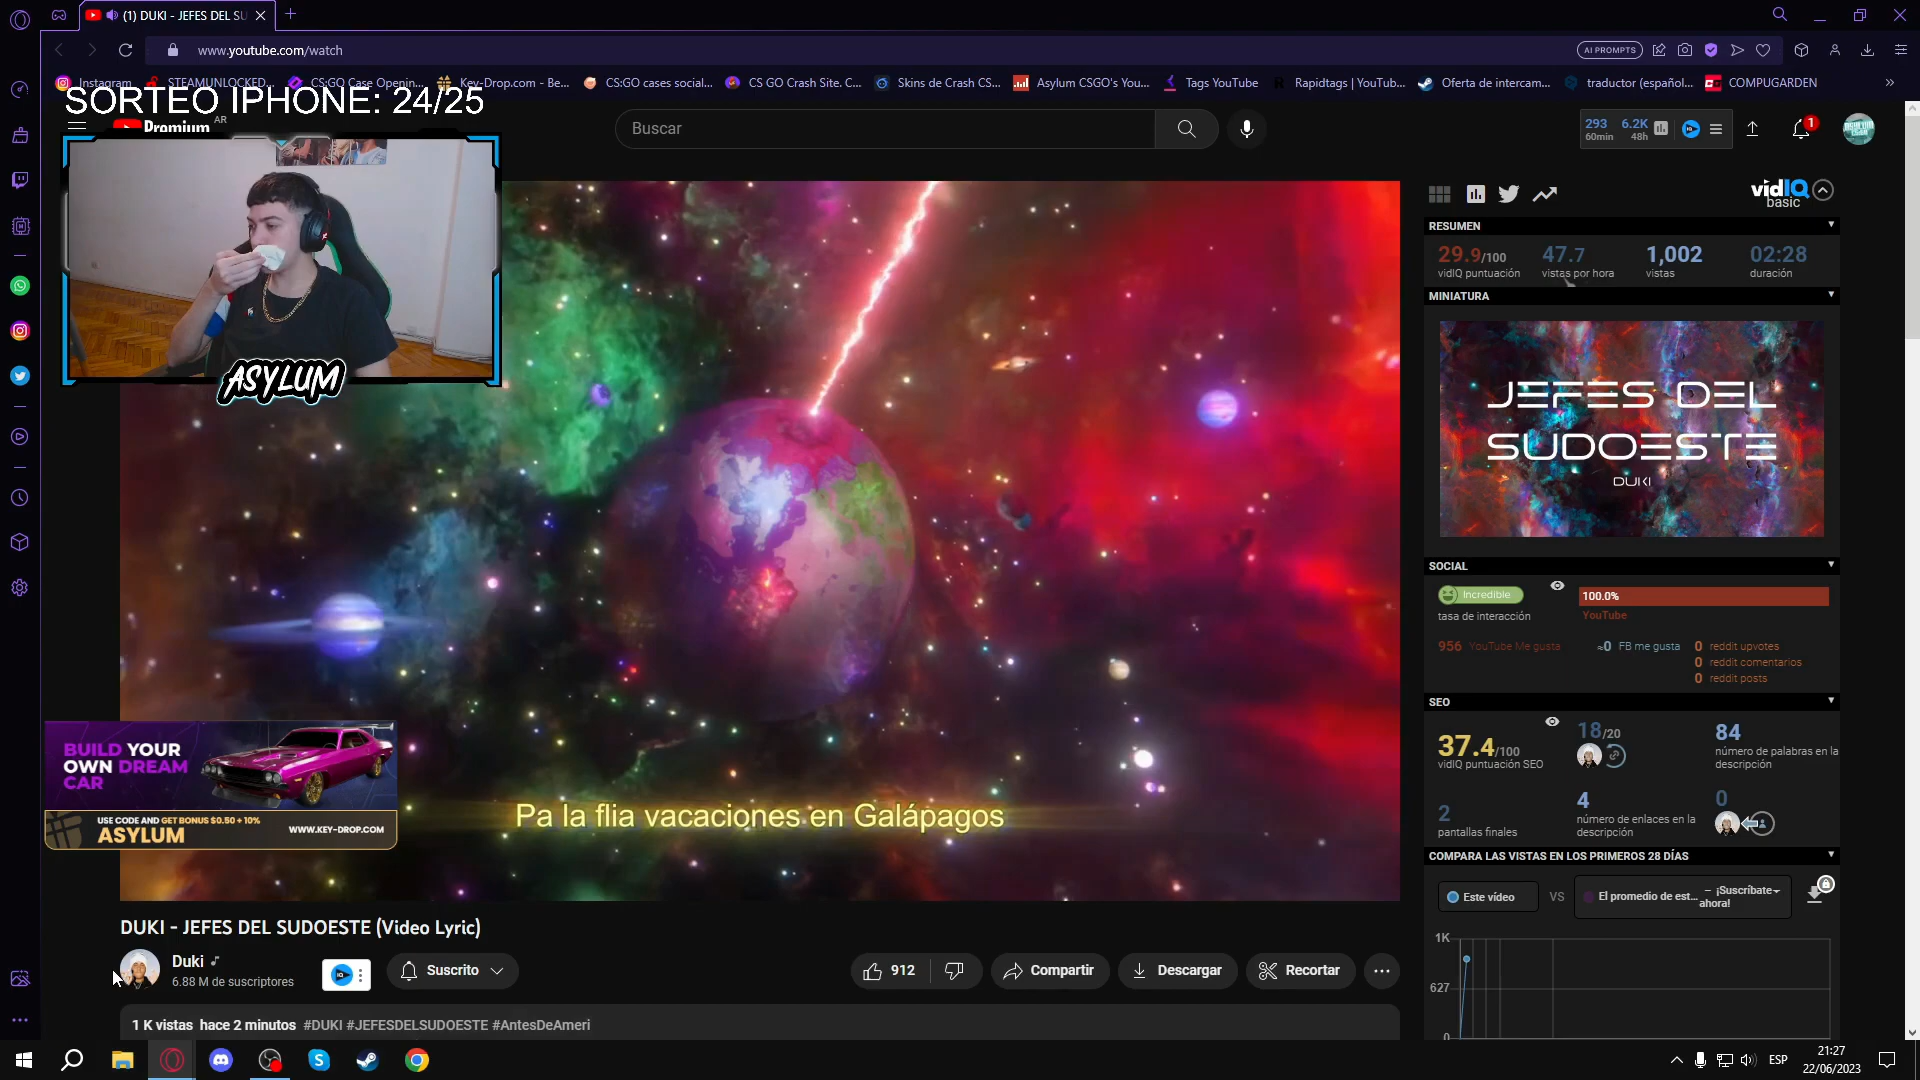 (1) DUKI - JEFES DEL SU
www.youtube.com/watch
AI PROMPTS
Instagram
STEAMUNLOCKED...
CS:GO Case Openin...
Key-Drop.com - Be...
CS:GO cases social...
CS GO Crash Site. C...
Skins de Crash CS...
Asylum CSGO's You...
Tags YouTube
Rapidtags | YouTub...
Oferta de intercam...
traductor (español...
COMPUGARDEN
SORTEO IPHONE: 24/25
Premium AR
Buscar
293 60min
6.2K 48h
1
ASYLUM
vidIQ
basic
RESUMEN
29.9/100 47.7 1,002 02:28
vidIQ puntuación vistas por hora vistas duración
MINIATURA
JEFES DEL
SUDOESTE
DUKI
SOCIAL
Incredible
tasa de interacción
100.0%
YouTube
956 YouTube Me gusta
≈0 FB me gusta
0 reddit upvotes
0 reddit comentarios
0 reddit posts
SEO
37.4/100
vidIQ puntuación SEO
18/20
84
número de palabras en la
descripción
2
pantallas finales
4
número de enlaces en la
descripción
0
COMPARA LAS VISTAS EN LOS PRIMEROS 28 DÍAS
Este vídeo
VS
El promedio de est...
– ¡Suscríbate
ahora!
1K
627
0
BUILD YOUR
OWN DREAM
CAR
USE CODE AND GET BONUS $0.50 + 10%
ASYLUM
WWW.KEY-DROP.COM
Pa la flia vacaciones en Galápagos
DUKI - JEFES DEL SUDOESTE (Video Lyric)
Duki
6.88 M de suscriptores
Suscrito
912
Compartir
Descargar
Recortar
1 K vistas hace 2 minutos #DUKI #JEFESDELSUDOESTE #AntesDeAmeri
ESP
21:27
22/06/2023